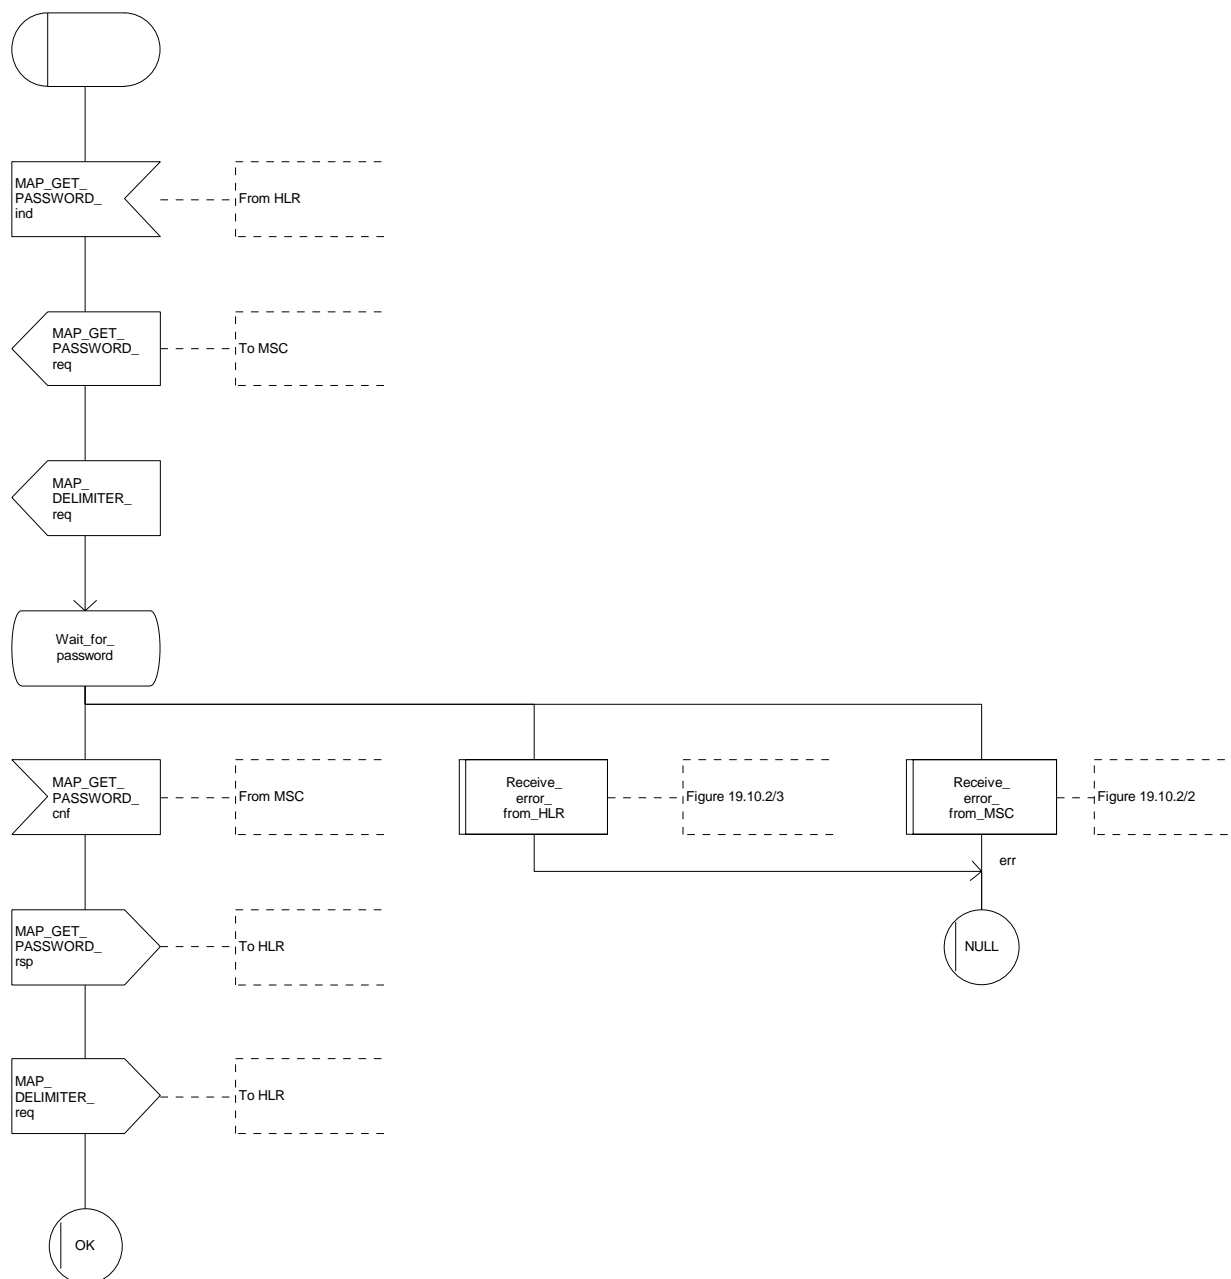 MAP_GET_
PASSWORD_
ind
From HLR
MAP_GET_
PASSWORD_
req
To MSC
MAP_
DELIMITER_
req
Wait_for_
password
MAP_GET_
PASSWORD_
cnf
From MSC
Receive_
error_
from_HLR
Figure 19.10.2/3
Receive_
error_
from_MSC
Figure 19.10.2/2
err
MAP_GET_
PASSWORD_
rsp
To HLR
NULL
MAP_
DELIMITER_
req
To HLR
OK